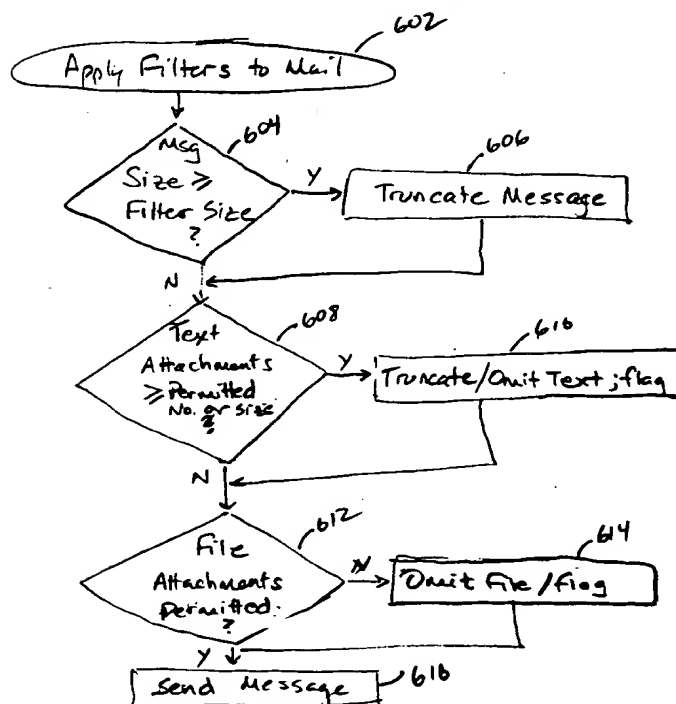 602
Apply Filters to Mail
604
Msg
Size ≥
Filter Size
?
Y
606
Truncate Message
N
608
Text
Attachments
≥ Permitted
No. or size
?
Y
610
Truncate/Omit Text ; flag
N
612
File
Attachments
Permitted
?
N
614
Omit File / flag
Y
Send Message
616